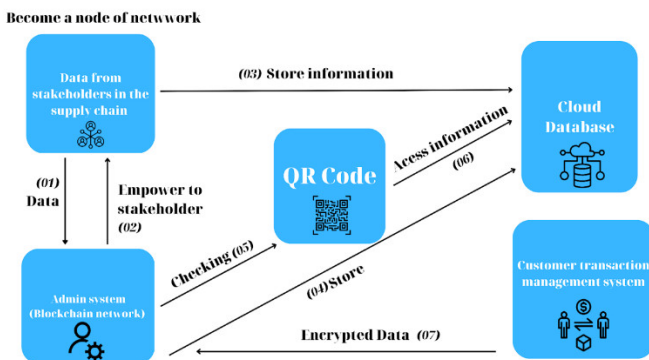 Become a node of netwwork
Data from
stakeholders in the
supply chain
(03) Store information
Cloud
Database
Acess information
(06)
QR Code
(01)
Data
Empower to
stakeholder
(02)
Checking (05)
(04)Store
Admin system
(Blockchain network)
Customer transaction
management system
Encrypted Data (07)